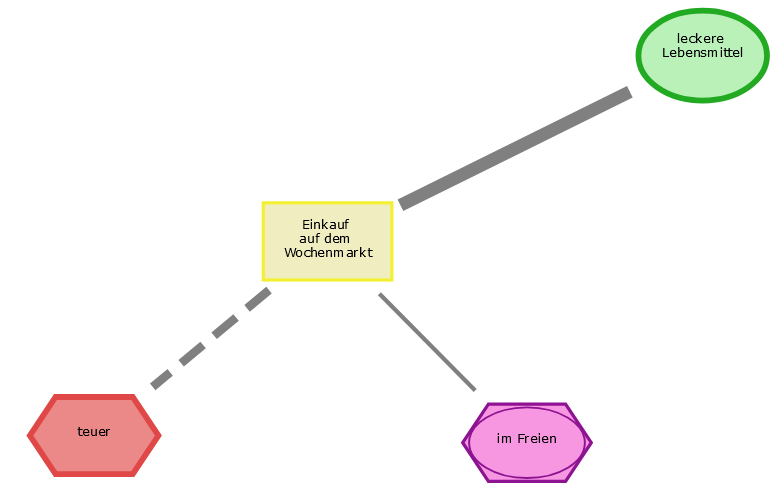 leckere
Lebensmittel
Einkauf
auf dem
Wochenmarkt
teuer
im Freien